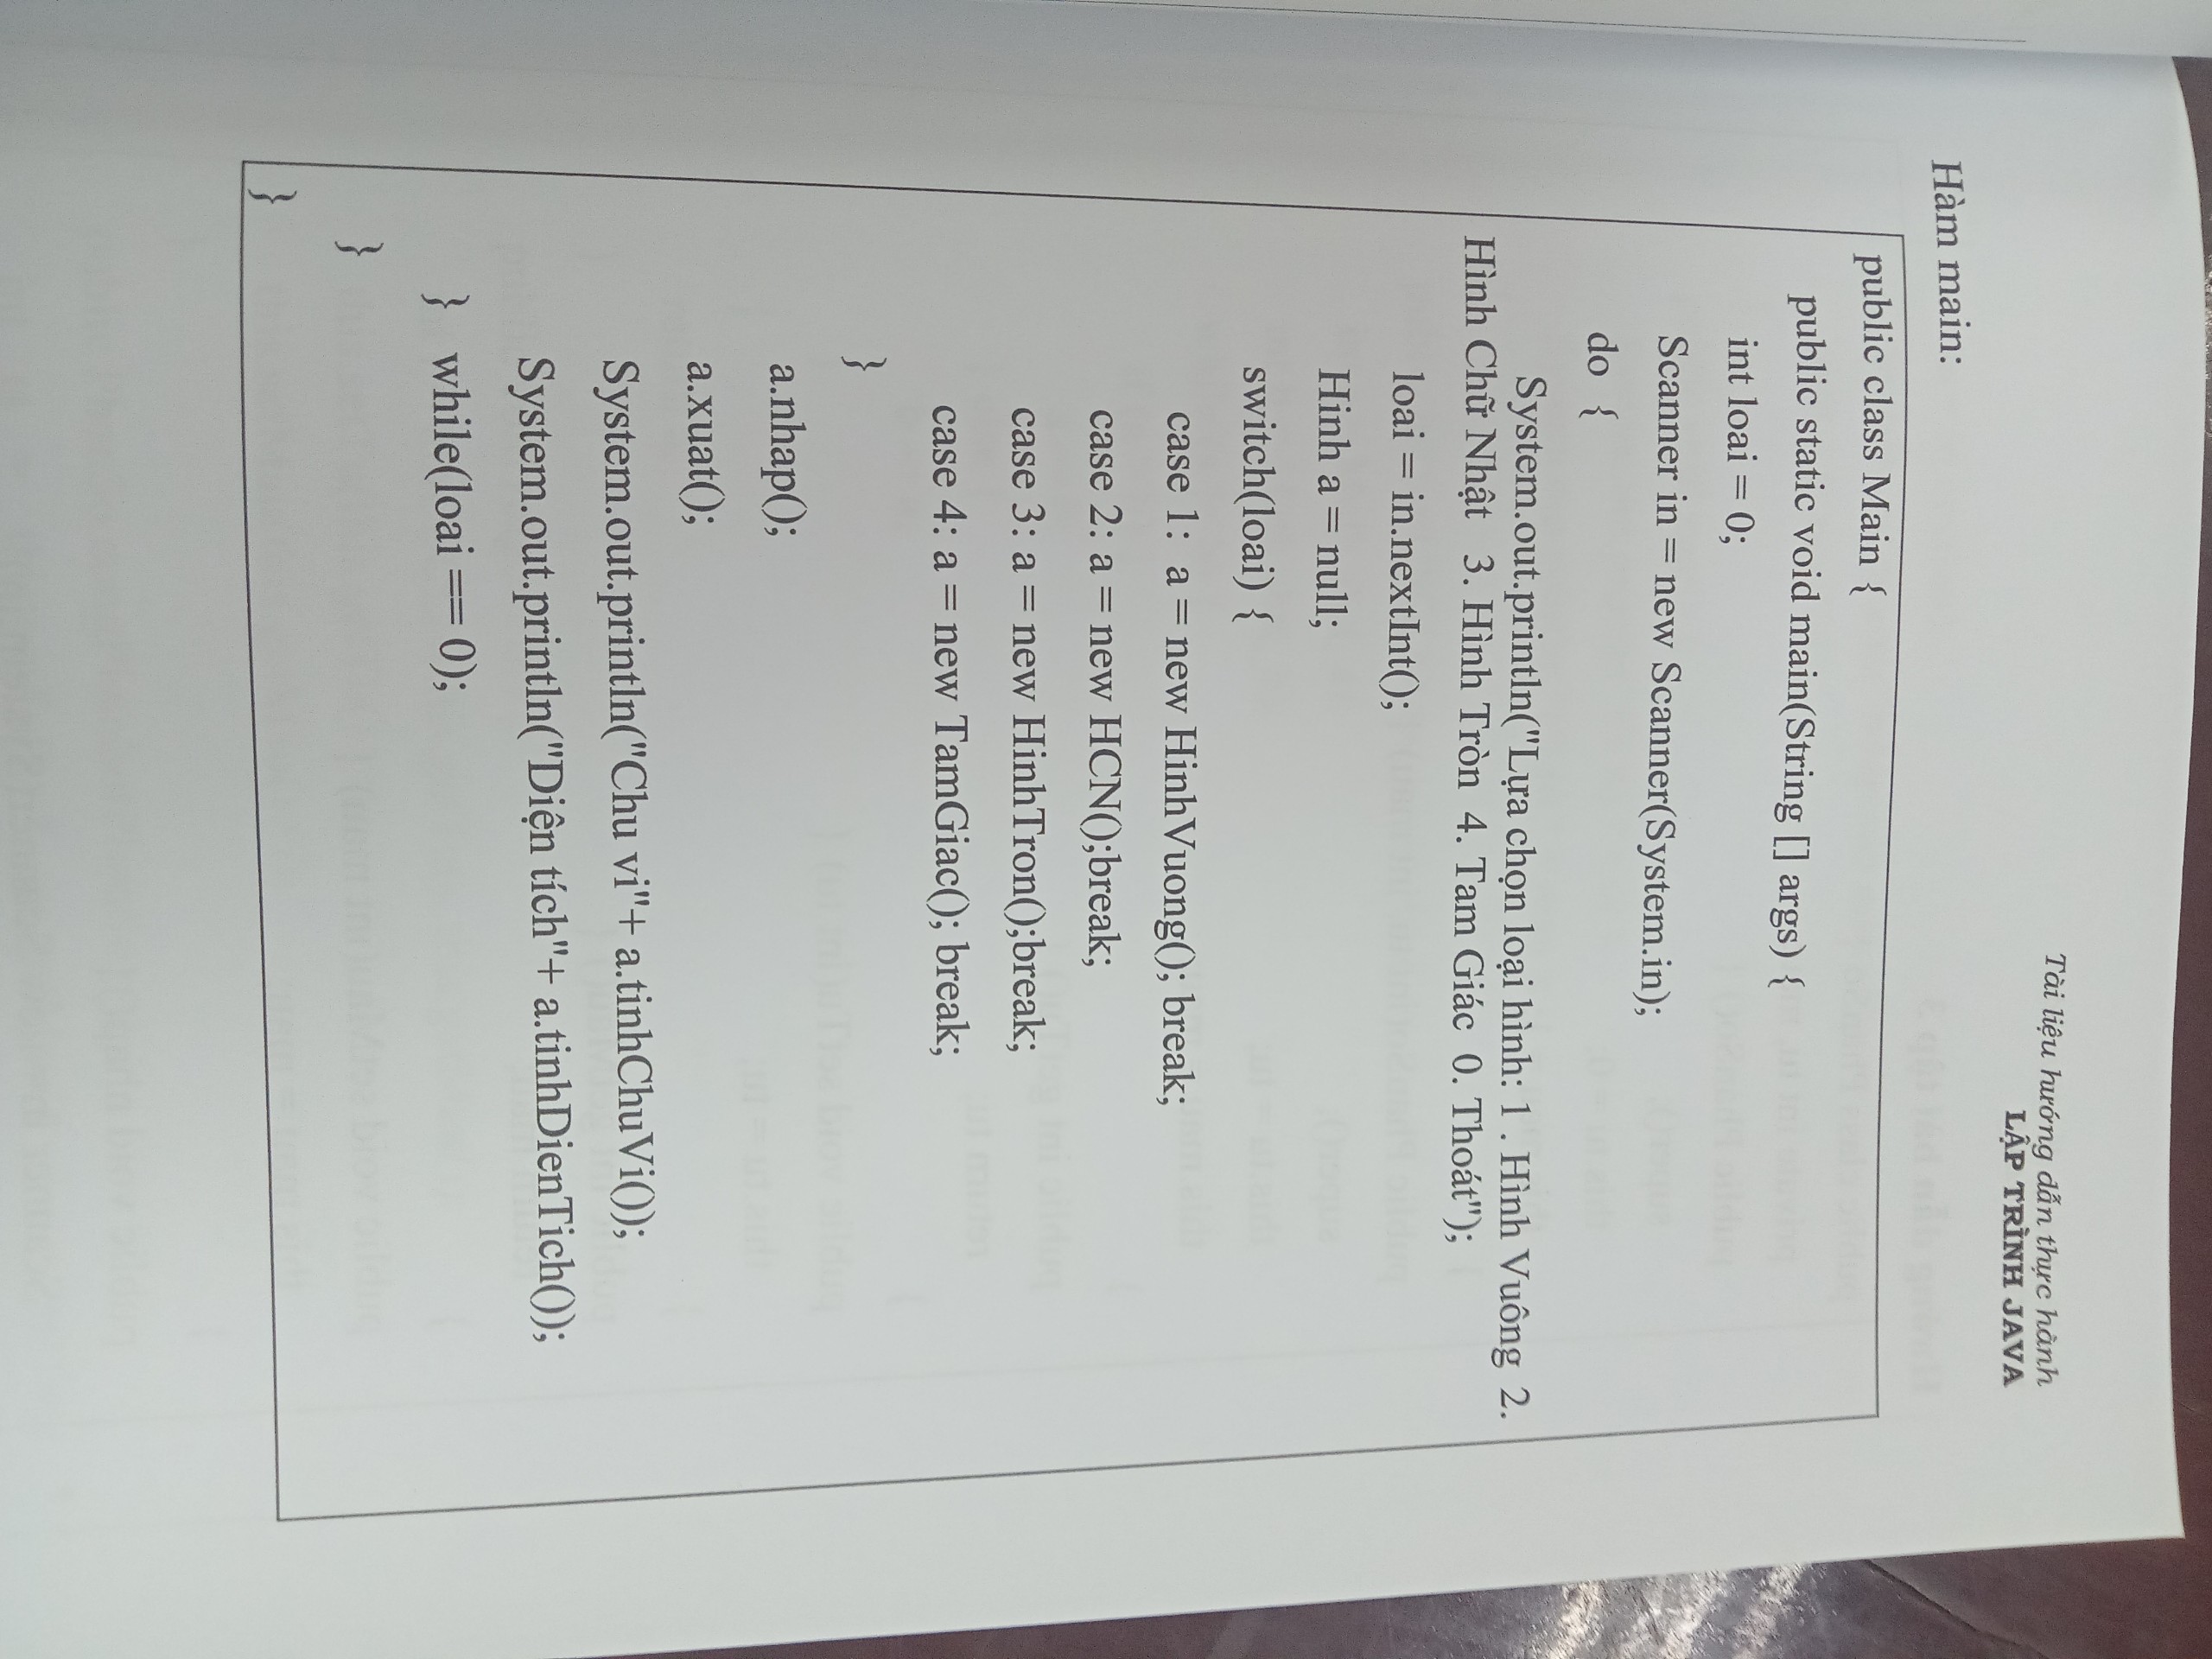 Tài liệu hướng dẫn thực hành
LẬP TRÌNH JAVA
Hàm main:
public class Main {
public static void main(String [] args) {
int loai = 0;
Scanner in = new Scanner(System.in);
do {
System.out.println("Lựa chọn loại hình: 1 . Hình Vuông 2.
Hình Chữ Nhật 3. Hình Tròn 4. Tam Giác 0. Thoát");
loai = in.nextInt();
Hinh a = null;
switch(loai) {
case 1: a = new HinhVuong(); break;
case 2: a = new HCN();break;
case 3: a = new HinhTron();break;
case 4: a = new TamGiac(); break;
}
a.nhap();
a.xuat();
System.out.println("Chu vi"+ a.tinhChuVi());
System.out.println("Diện tích"+ a.tinhDienTich());
} while(loai == 0);
}
}